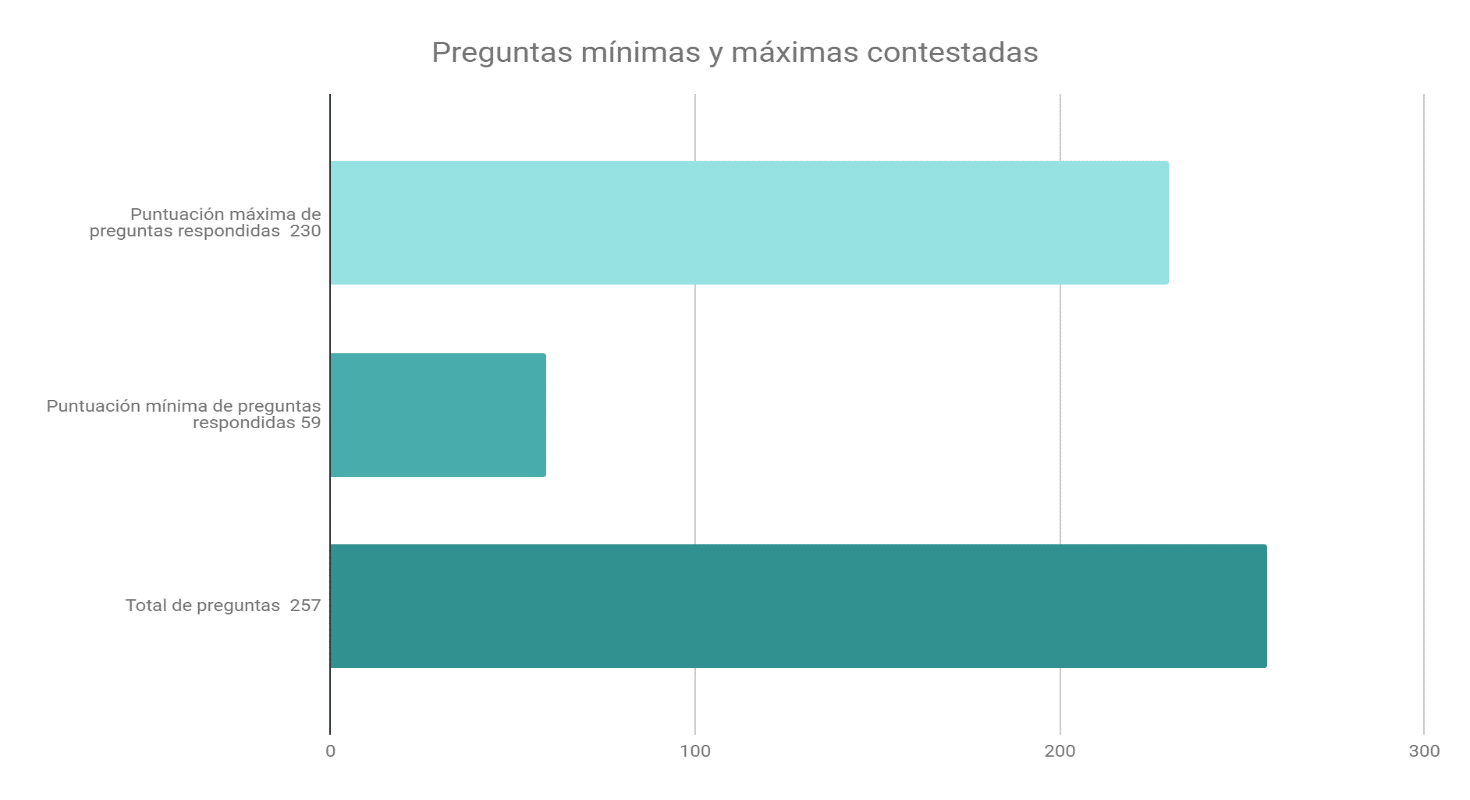 Preguntas mínimas y máximas contestadas
Puntuación máxima de
preguntas respondidas 230
Puntuación mínima de preguntas
respondidas 59
Total de preguntas 257
0
100
200
300